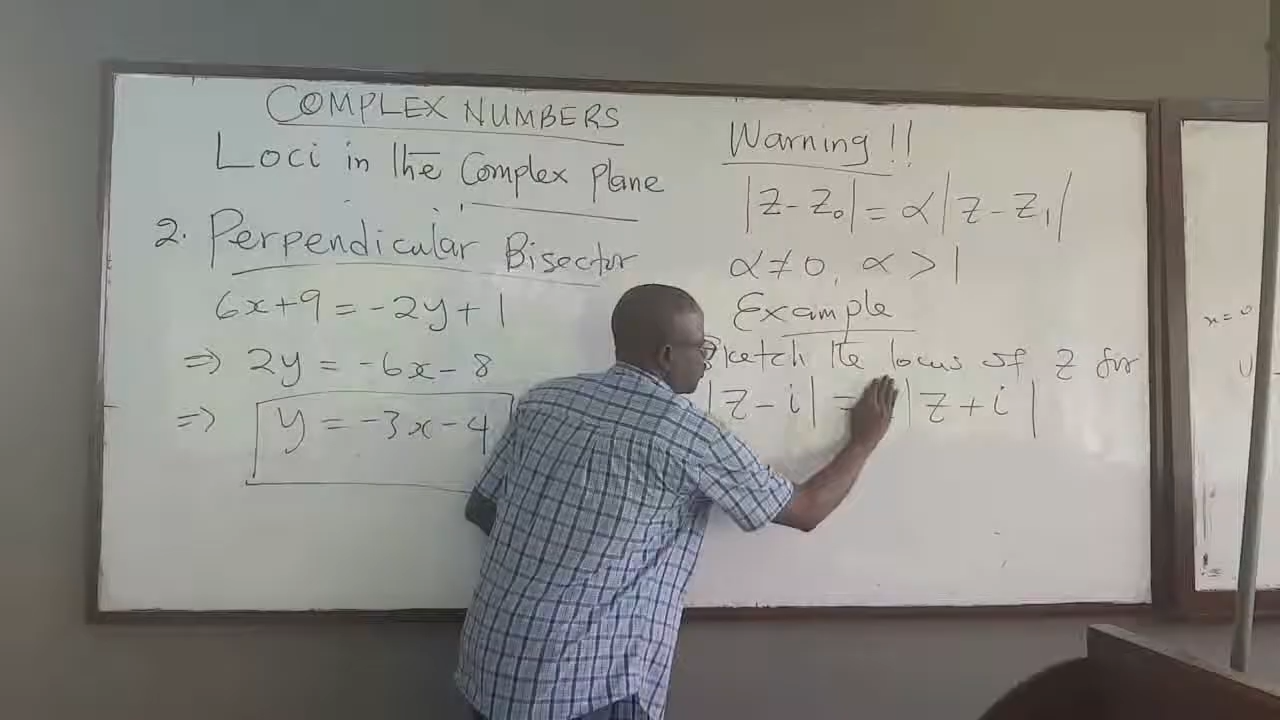 COMPLEX NUMBERS
Loci in the Complex plane
2. Perpendicular Bisector
6x+9 = -2y+1
=> 2y = -6x-8
=> y = -3x-4
Warning!!
|z-z₀| = α|z-z₁|
α≠0, α>1
Example
Sketch the locus of z for
|z-i| = |z+i|
x=0